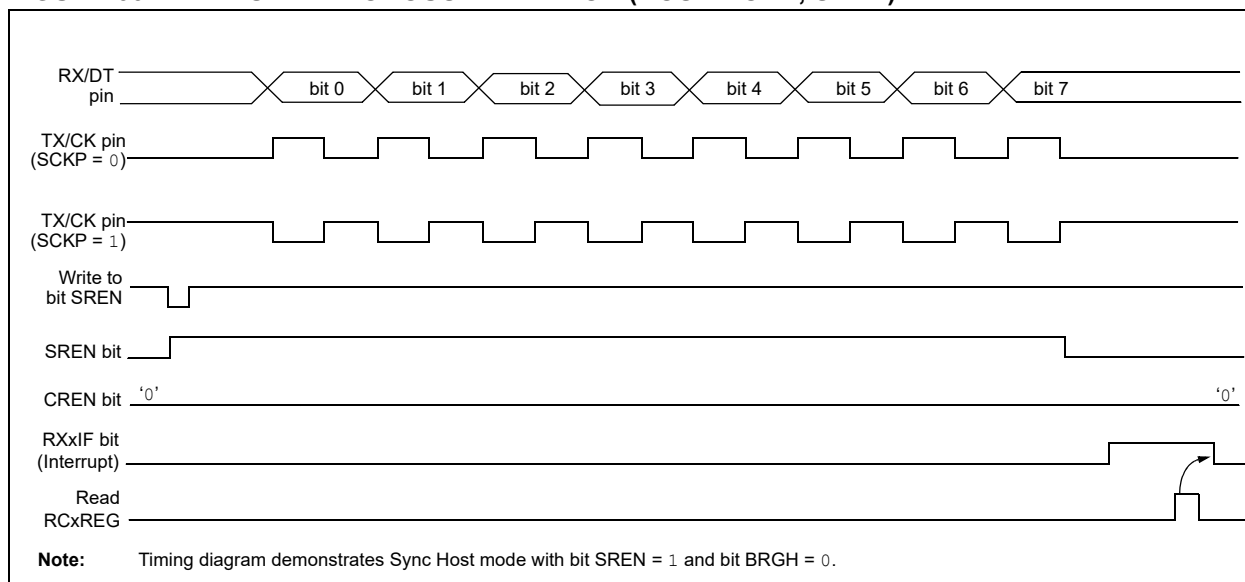 RX/DT
pin
bit 0 bit 1 bit 2 bit 3 bit 4 bit 5 bit 6 bit 7
TX/CK pin
(SCKP = 0)
TX/CK pin
(SCKP = 1)
Write to
bit SREN
SREN bit
CREN bit ‘0’ ‘0’
RXxIF bit
(Interrupt)
Read
RCxREG
Note: Timing diagram demonstrates Sync Host mode with bit SREN = 1 and bit BRGH = 0.